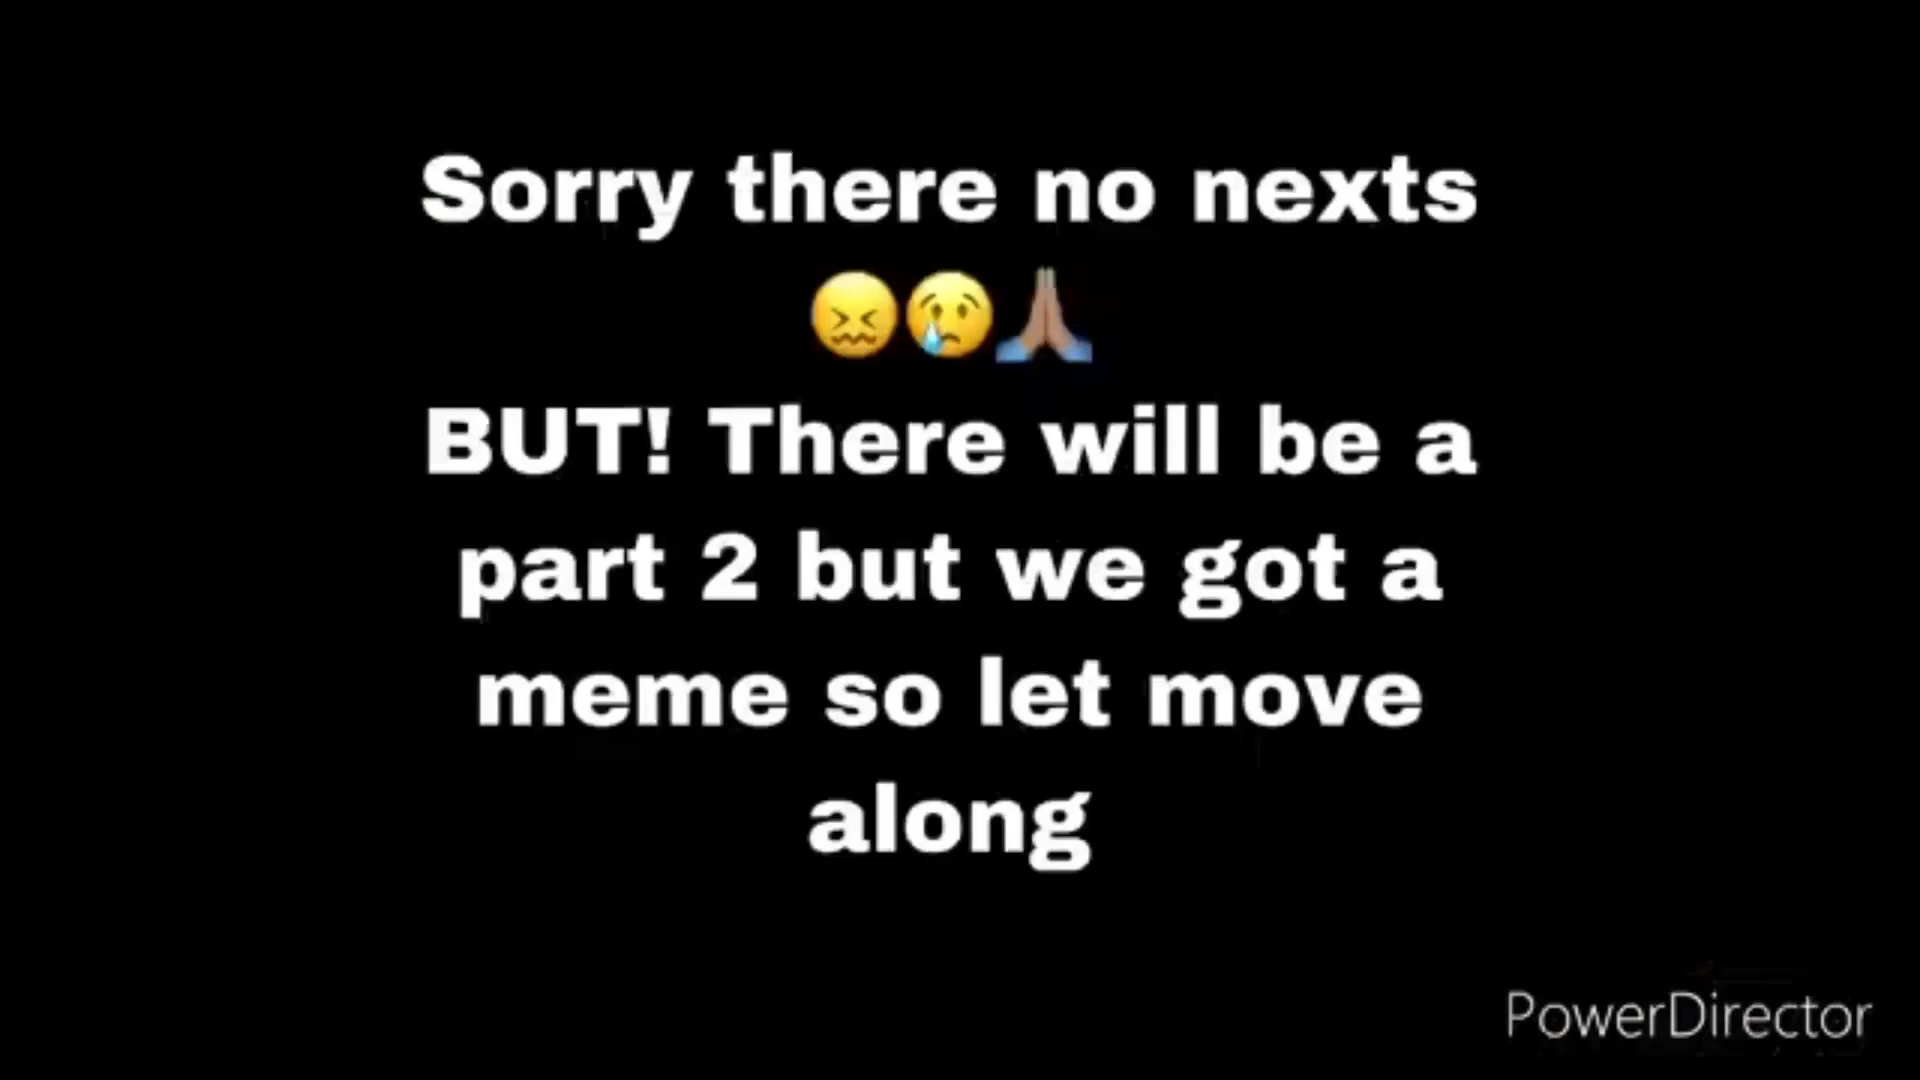 Sorry there no nexts
😖😢🙏🏽
BUT! There will be a
part 2 but we got a
meme so let move
along
PowerDirector